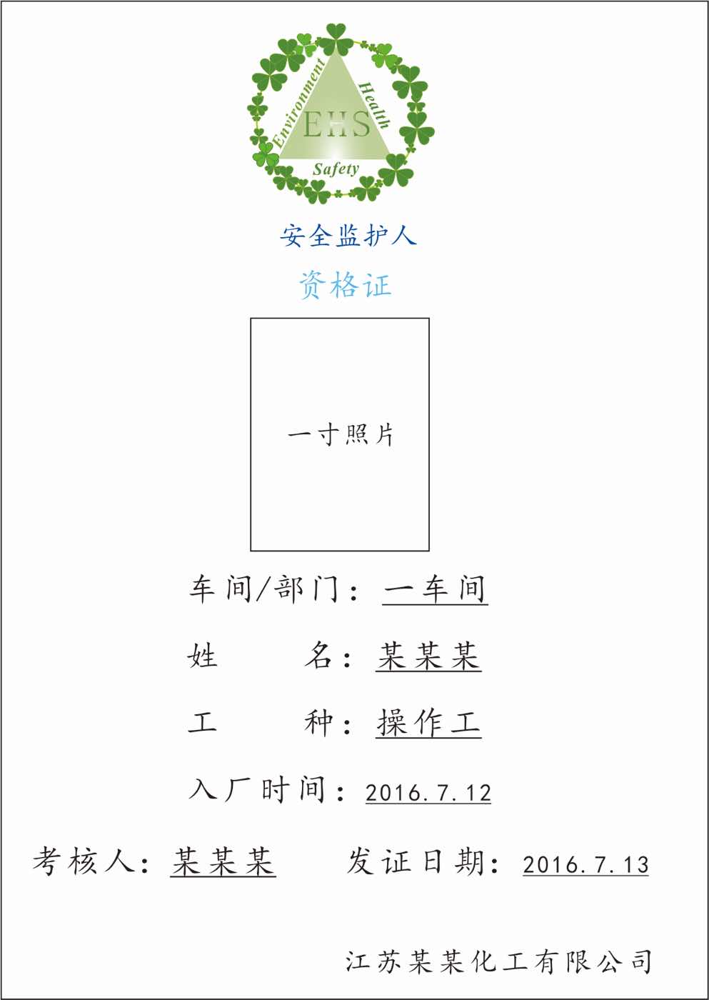 Environment
Health
EHS
Safety
安全监护人
资格证
一寸照片
车间/部门：一车间
姓 名：某某某
工 种：操作工
入厂时间：2016.7.12
考核人：某某某 发证日期：2016.7.13
江苏某某化工有限公司